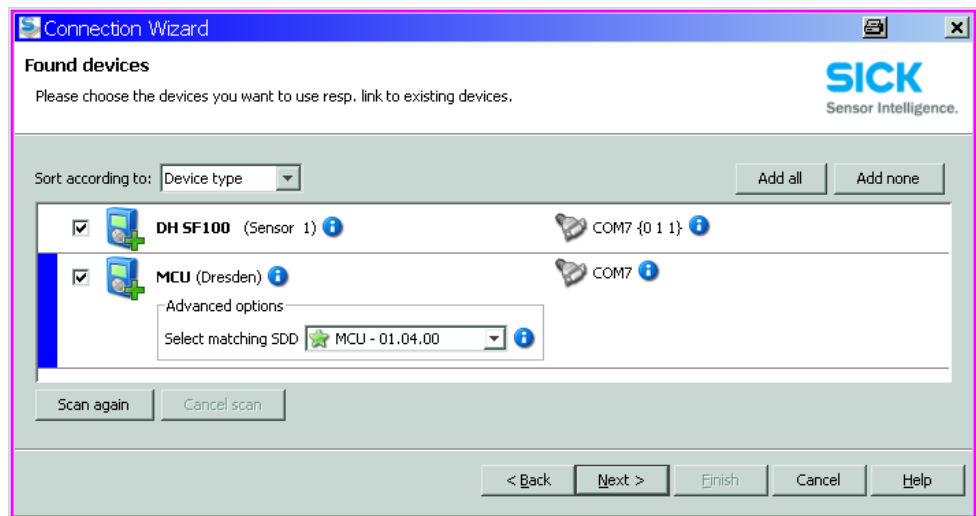 Connection Wizard
Found devices
Please choose the devices you want to use resp. link to existing devices.
SICK
Sensor Intelligence.
Sort according to: Device type
Add all Add none
DH SF100 (Sensor 1) COM7 {0 1 1}
MCU (Dresden) COM7
Advanced options
Select matching SDD MCU - 01.04.00
Scan again Cancel scan
< Back Next > Finish Cancel Help